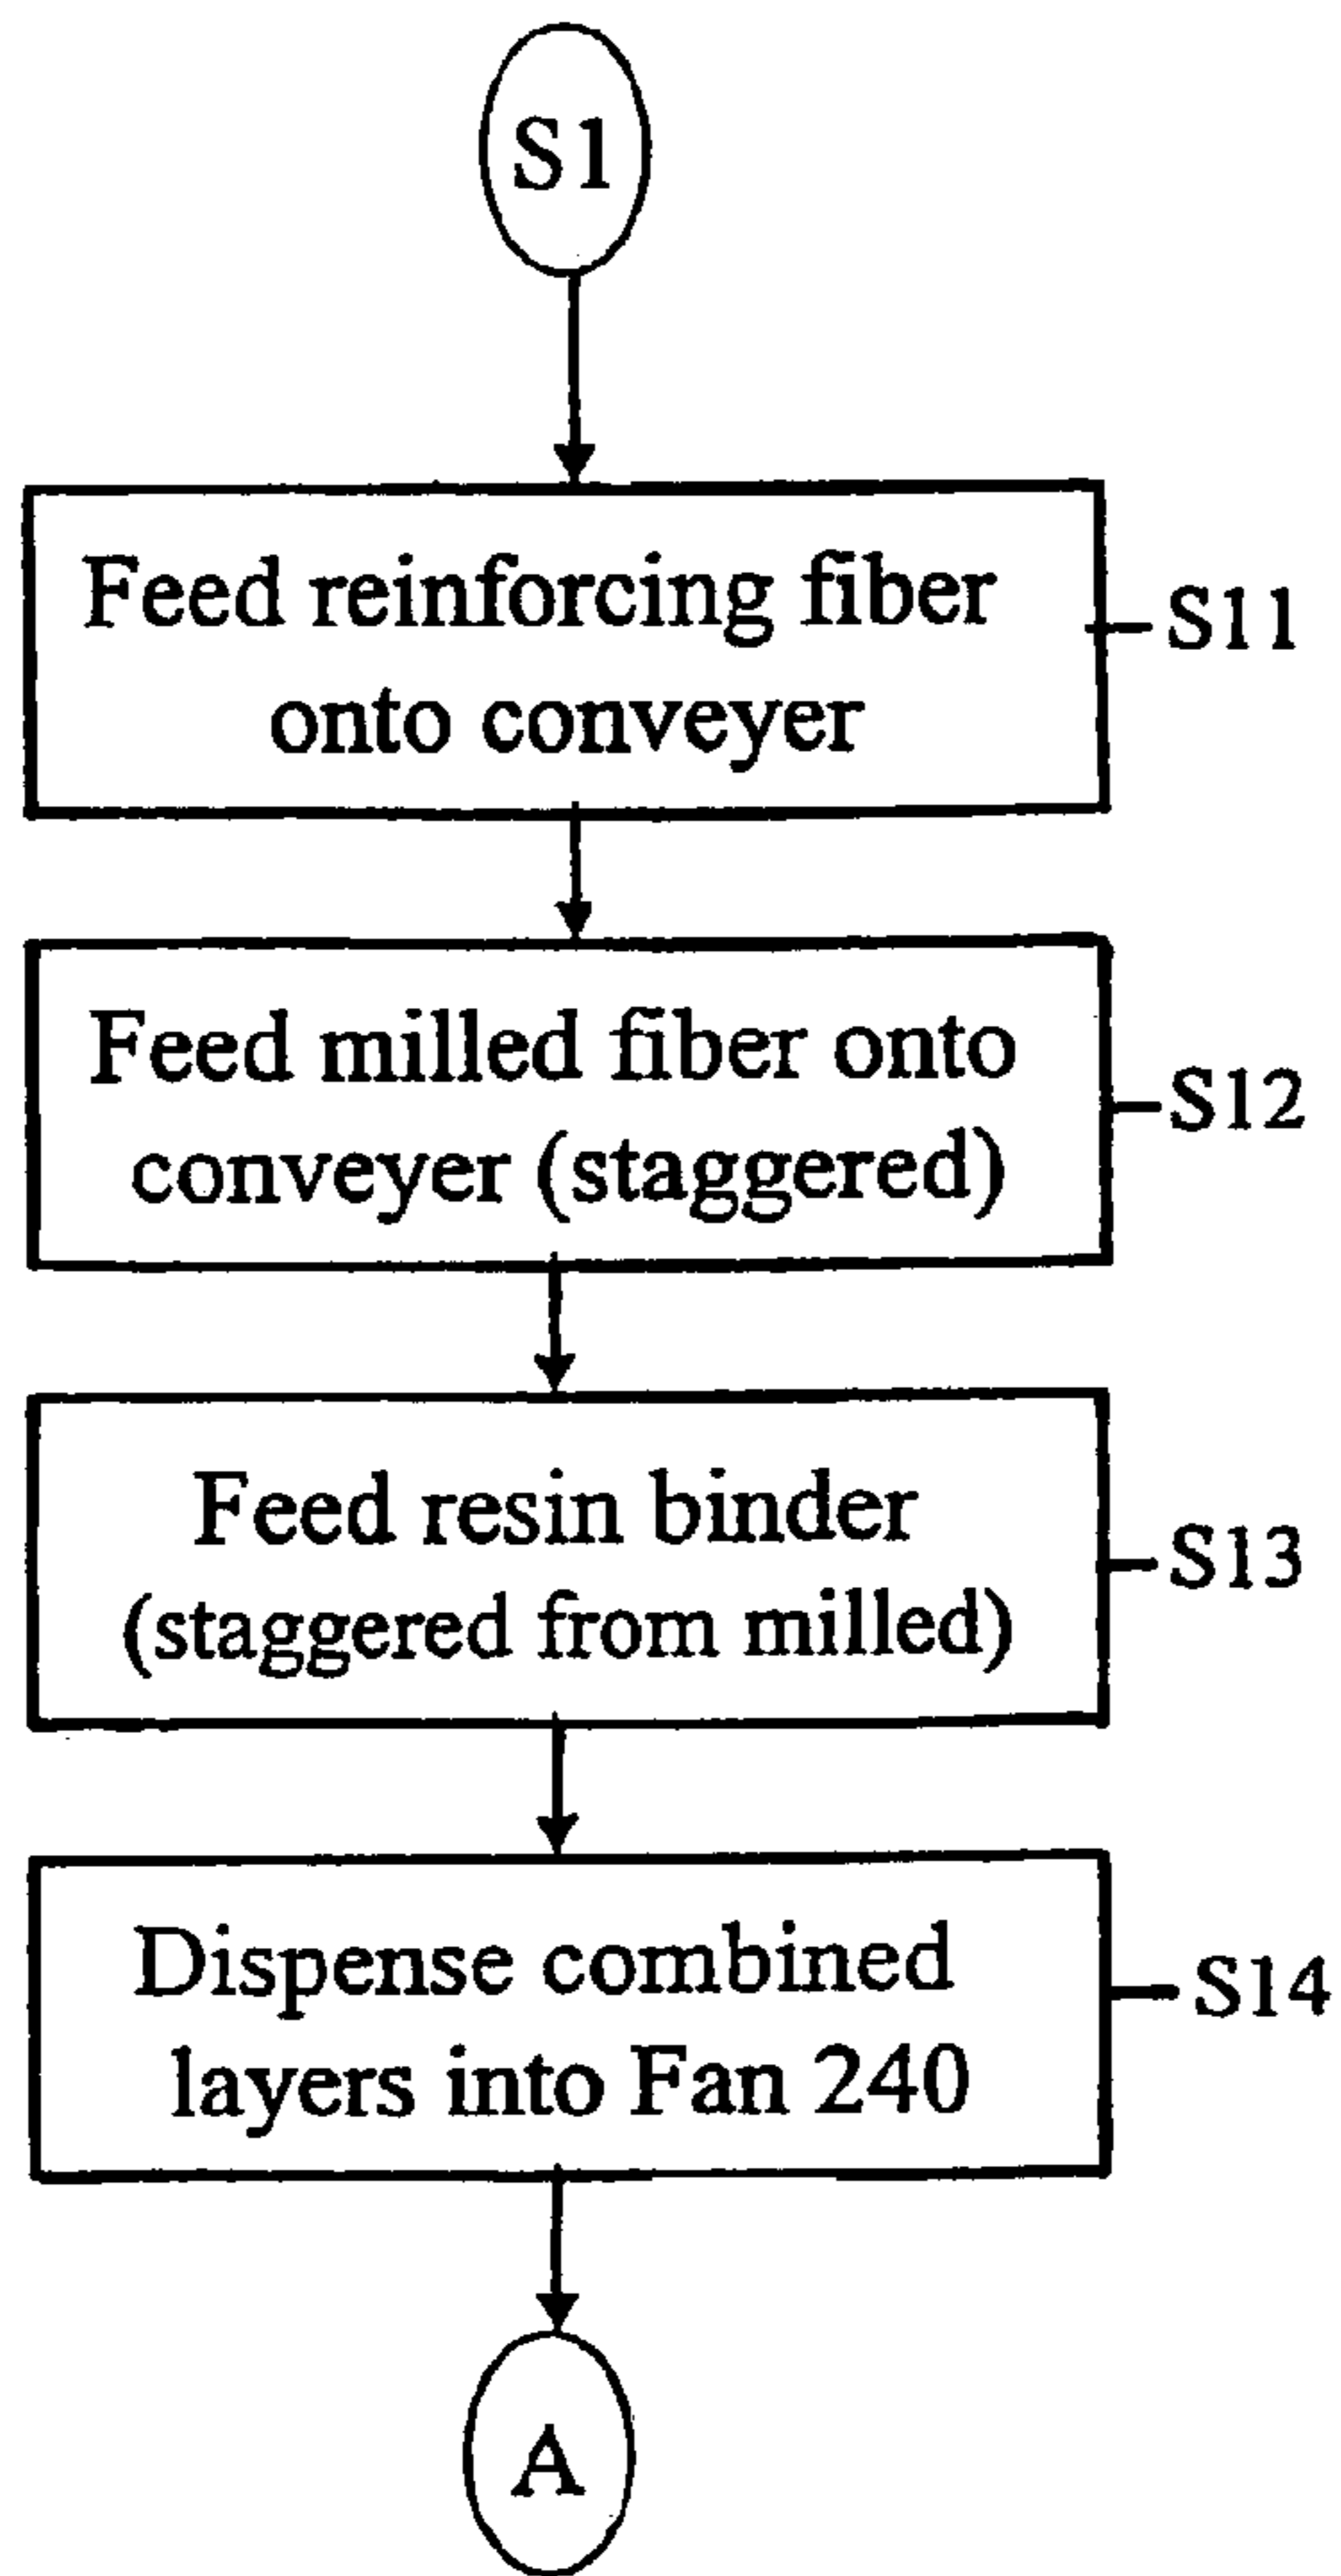 S1
Feed reinforcing fiber
onto conveyer
S11
Feed milled fiber onto
conveyer (staggered)
S12
Feed resin binder
(staggered from milled)
S13
Dispense combined
layers into Fan 240
S14
A